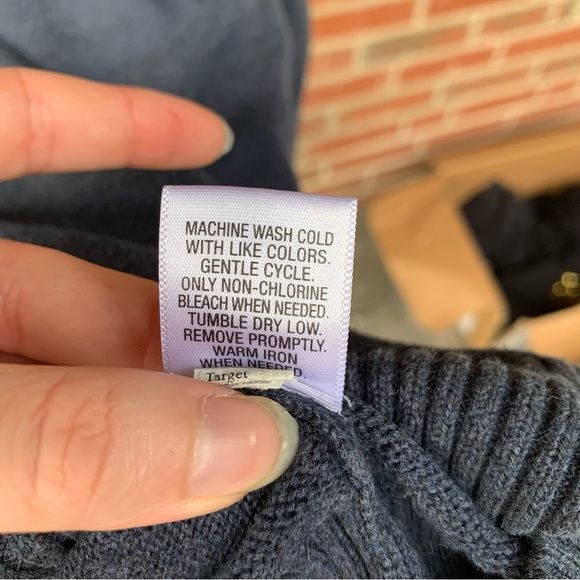 MACHINE WASH COLD
WITH LIKE COLORS.
GENTLE CYCLE.
ONLY NON-CHLORINE
BLEACH WHEN NEEDED.
TUMBLE DRY LOW.
REMOVE PROMPTLY.
WARM IRON
WHEN NEEDED.
Target